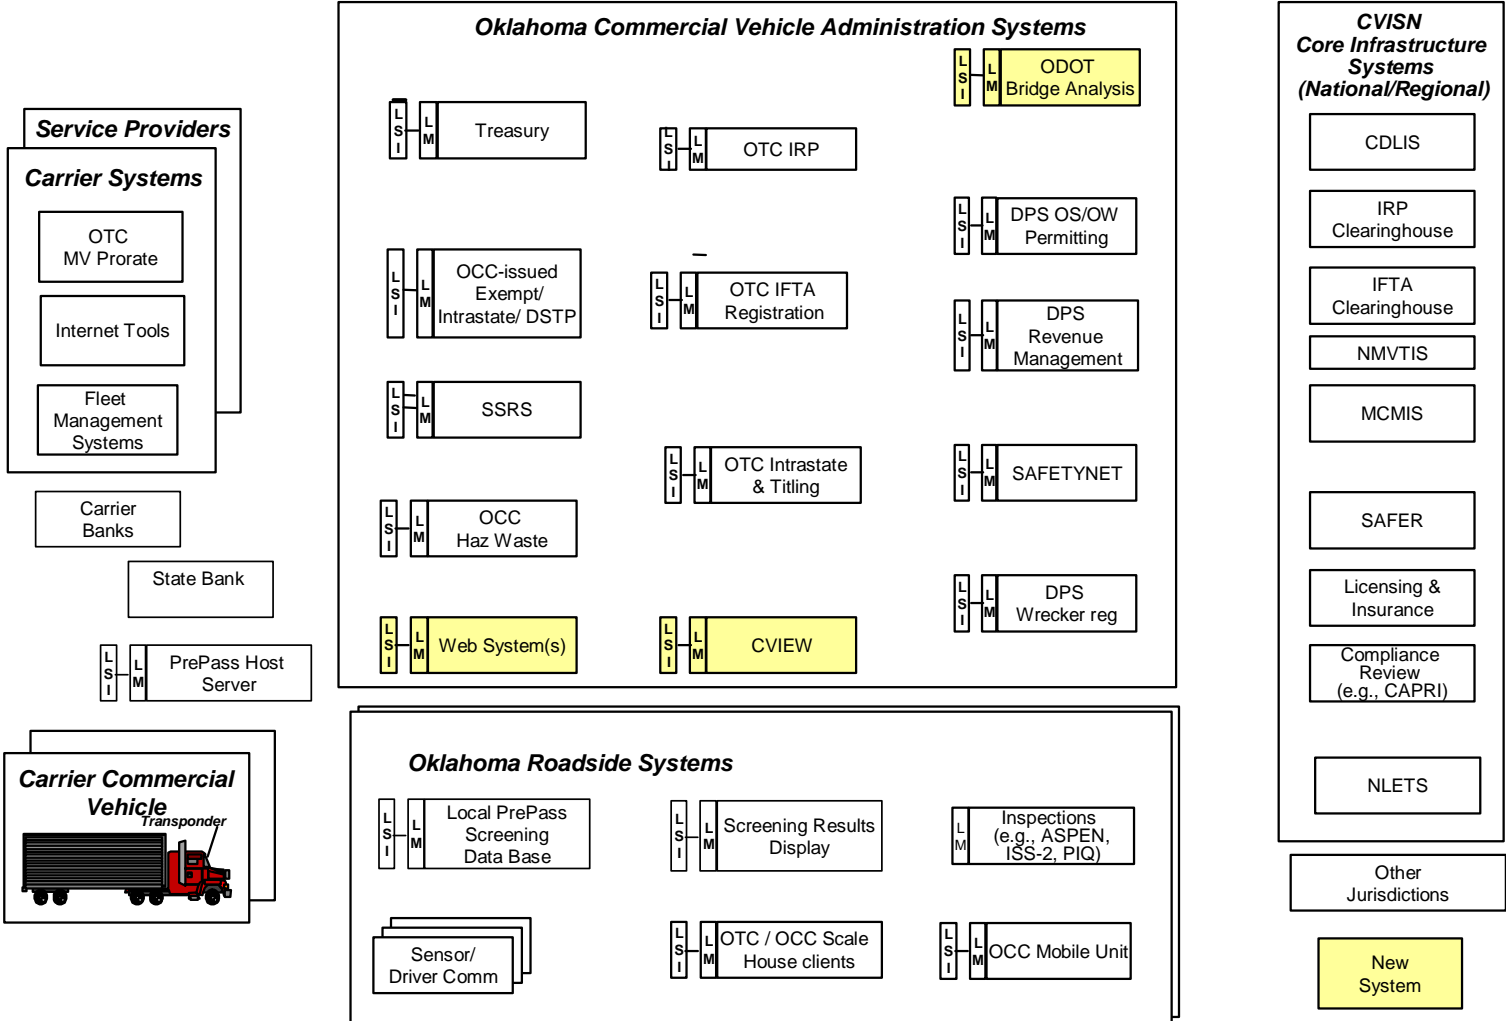 Oklahoma Commercial Vehicle Administration Systems
L
S
I
L
M
ODOT
Bridge Analysis
L
S
I
L
M
Treasury
L
S
I
L
M
OTC IRP
L
S
I
L
M
DPS OS/OW
Permitting
L
S
I
L
M
OCC-issued
Exempt/
Intrastate/ DSTP
L
S
I
L
M
OTC IFTA
Registration
L
S
I
L
M
DPS
Revenue
Management
L
S
I
L
M
SSRS
L
S
I
L
M
OTC Intrastate
& Titling
L
S
I
L
M
SAFETYNET
L
S
I
L
M
OCC
Haz Waste
L
S
I
L
M
DPS
Wrecker reg
L
S
I
L
M
Web System(s)
L
S
I
L
M
CVIEW
Service Providers
Carrier Systems
OTC
MV Prorate
Internet Tools
Fleet
Management
Systems
Carrier
Banks
State Bank
L
S
I
L
M
PrePass Host
Server
Carrier Commercial
Vehicle
Transponder
Oklahoma Roadside Systems
L
S
I
L
M
Local PrePass
Screening
Data Base
L
S
I
L
M
Screening Results
Display
L
M
Inspections
(e.g., ASPEN,
ISS-2, PIQ)
Sensor/
Driver Comm
L
S
I
L
M
OTC / OCC Scale
House clients
L
S
I
L
M
OCC Mobile Unit
CVISN
Core Infrastructure
Systems
(National/Regional)
CDLIS
IRP
Clearinghouse
IFTA
Clearinghouse
NMVTIS
MCMIS
SAFER
Licensing &
Insurance
Compliance
Review
(e.g., CAPRI)
NLETS
Other
Jurisdictions
New
System